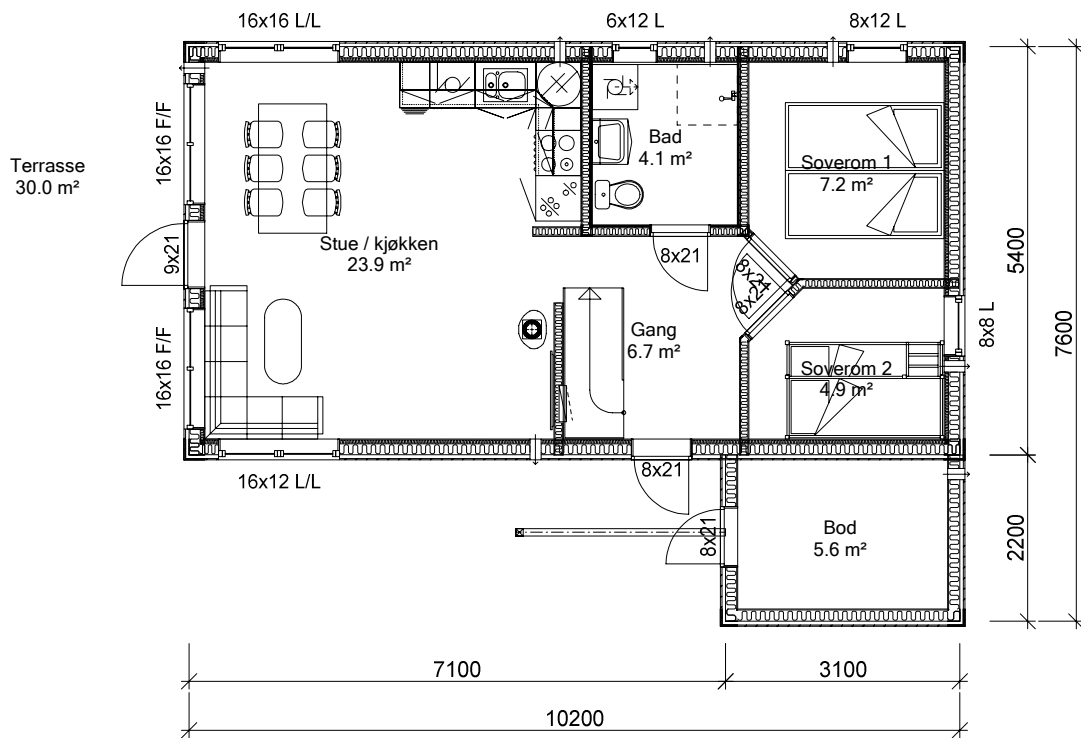 16x16 L/L
6x12 L
8x12 L
16x16 F/F
Terrasse
30.0 m²
Bad
4.1 m²
Soverom 1
7.2 m²
9x21
Stue / kjøkken
23.9 m²
8x21
8x21
8x21
5400
7600
16x16 F/F
Gang
6.7 m²
8x8 L
Soverom 2
4.9 m²
16x12 L/L
8x21
8x21
Bod
5.6 m²
2200
7100
3100
10200